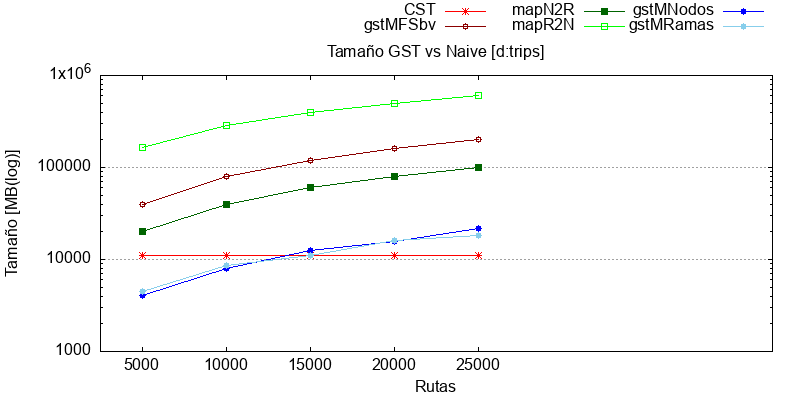 CST mapN2R gstMNodos
gstMFSbv mapR2N gstMRamas
Tamaño GST vs Naive [d:trips]
1x10^6
100000
10000
1000
Tamaño [MB(log)]
5000 10000 15000 20000 25000
Rutas